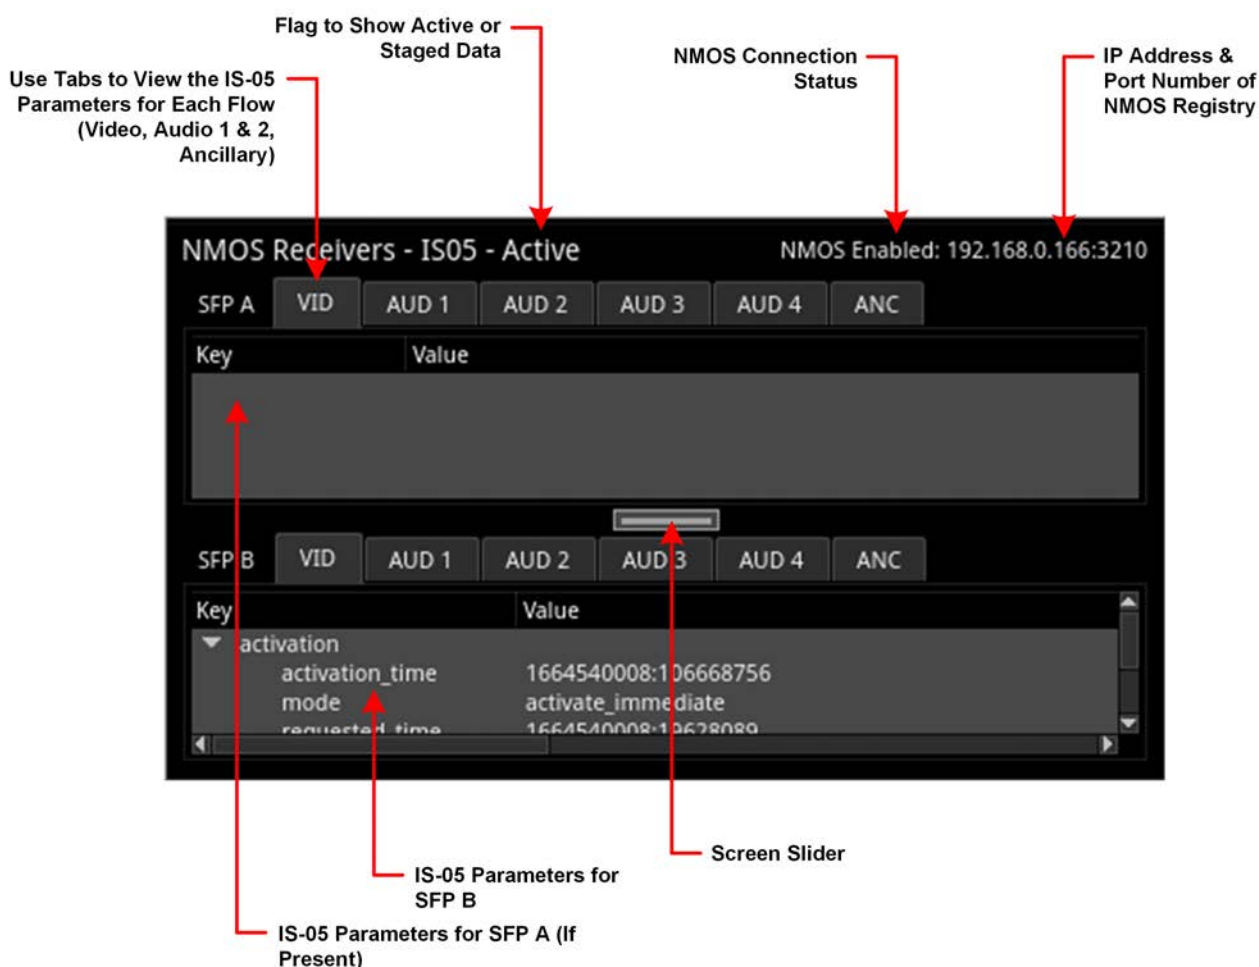 Flag to Show Active or
Staged Data
NMOS Connection
Status
IP Address &
Port Number of
NMOS Registry
Use Tabs to View the IS-05
Parameters for Each Flow
(Video, Audio 1 & 2,
Ancillary)
NMOS Receivers - IS05 - Active
NMOS Enabled: 192.168.0.166:3210
SFP A VID AUD 1 AUD 2 AUD 3 AUD 4 ANC
Key Value
SFP B VID AUD 1 AUD 2 AUD 3 AUD 4 ANC
Key Value
activation
activation_time 1664540008:106668756
mode activate_immediate
requested_time 1664540008:19628089
Screen Slider
IS-05 Parameters for
SFP B
IS-05 Parameters for SFP A (If
Present)